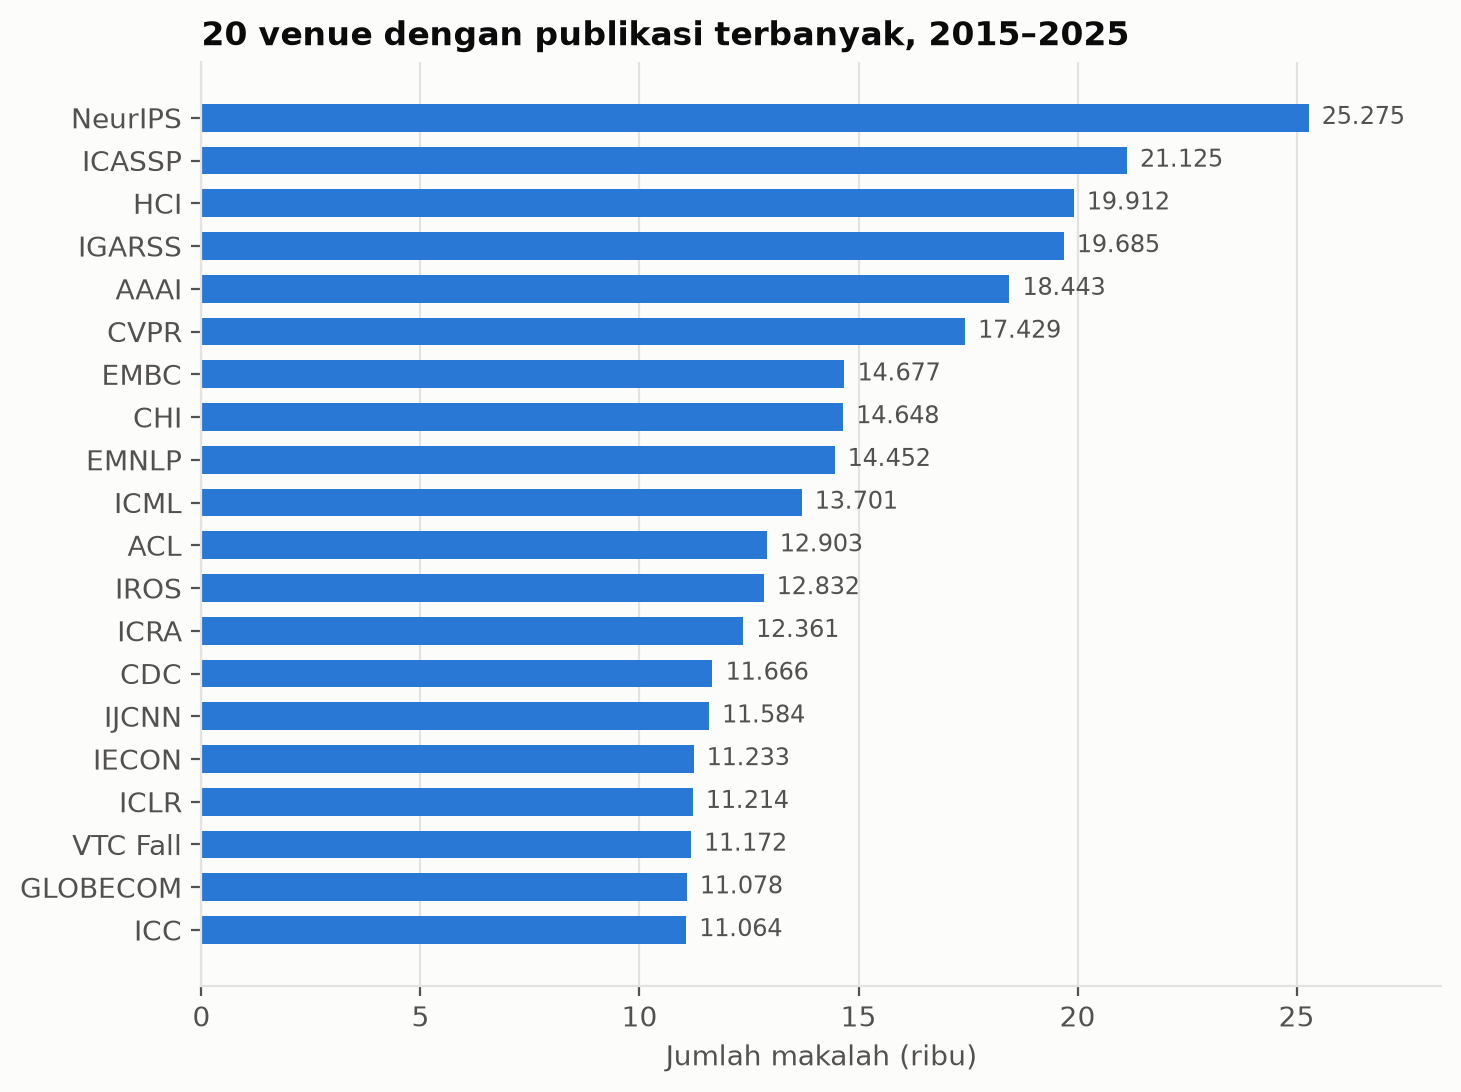 20 venue dengan publikasi terbanyak, 2015–2025
NeurIPS 25.275
ICASSP 21.125
HCI 19.912
IGARSS 19.685
AAAI 18.443
CVPR 17.429
EMBC 14.677
CHI 14.648
EMNLP 14.452
ICML 13.701
ACL 12.903
IROS 12.832
ICRA 12.361
CDC 11.666
IJCNN 11.584
IECON 11.233
ICLR 11.214
VTC Fall 11.172
GLOBECOM 11.078
ICC 11.064
0 5 10 15 20 25
Jumlah makalah (ribu)